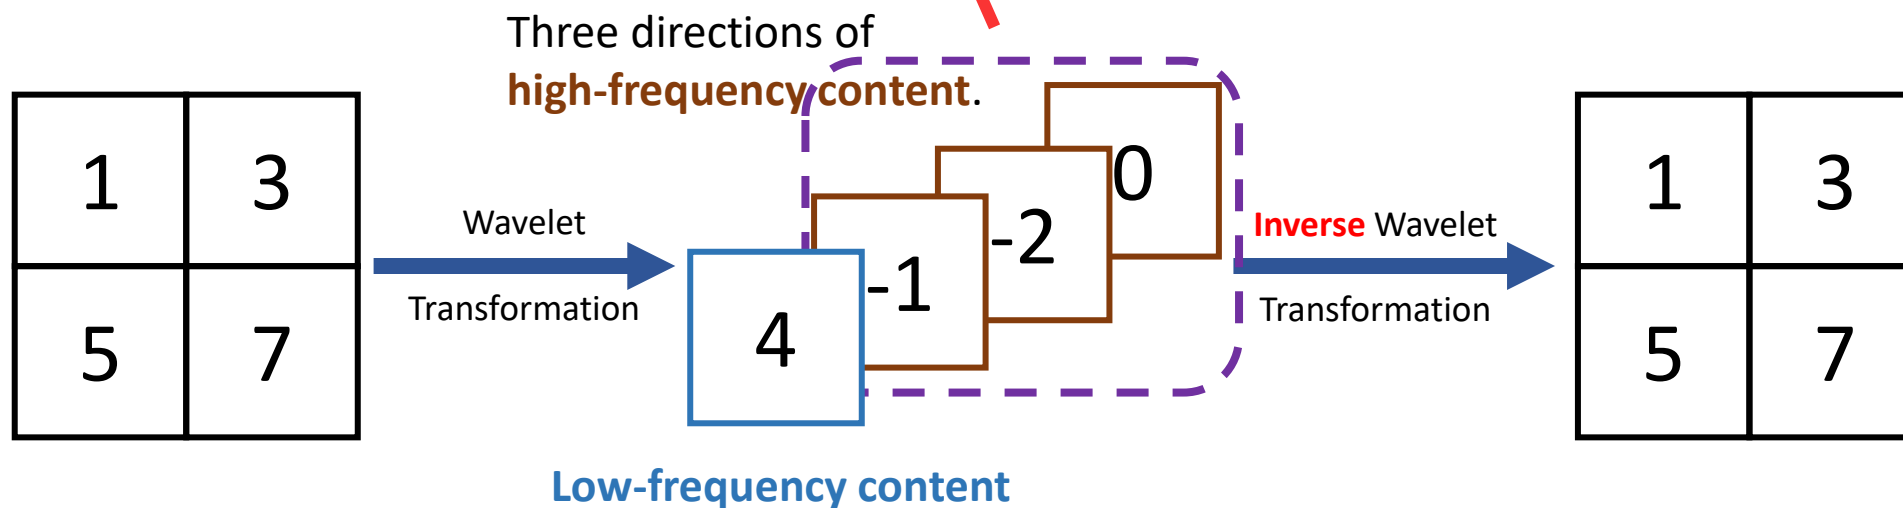 Three directions of
high-frequency content.
1 3
5 7
Wavelet
Transformation
4
-1
-2
0
Inverse Wavelet
Transformation
1 3
5 7
Low-frequency content